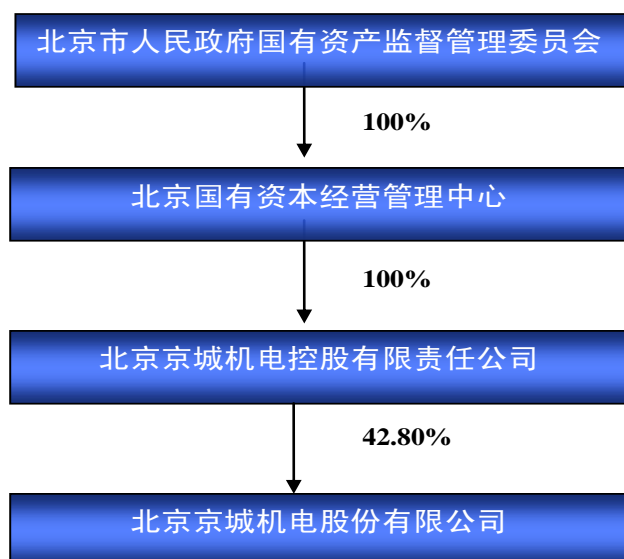 北京市人民政府国有资产监督管理委员会
100%
北京国有资本经营管理中心
100%
北京京城机电控股有限责任公司
42.80%
北京京城机电股份有限公司